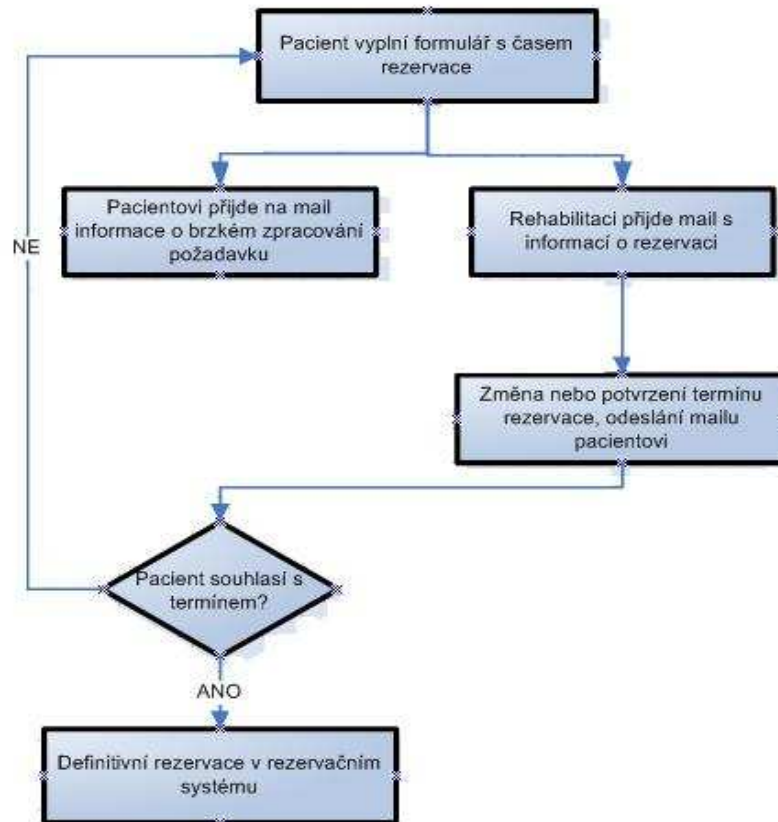 Pacient vyplní formulář s časem
rezervace
Pacientovi přijde na mail
informace o brzkém zpracování
požadavku
Rehabilitaci přijde mail s
informací o rezervaci
NE
Změna nebo potvrzení termínu
rezervace, odeslání mailu
pacientovi
Pacient souhlasí s
termínem?
ANO
Definitivní rezervace v rezervačním
systému